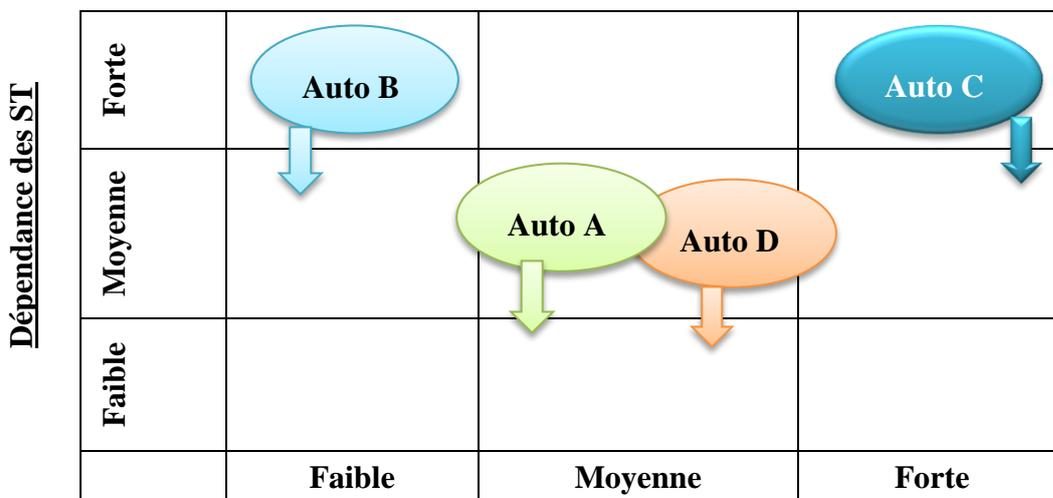 Dépendance des ST
Forte
Auto B
Auto C
Moyenne
Auto A
Auto D
Faible
Faible
Moyenne
Forte